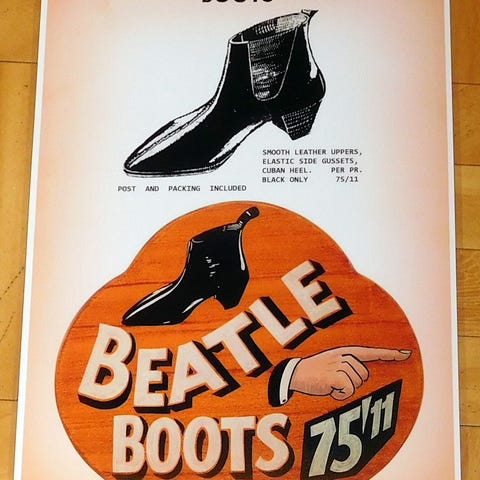 BOOTS
SMOOTH LEATHER UPPERS,
ELASTIC SIDE GUSSETS,
CUBAN HEEL. PER PR.
BLACK ONLY 75/11
POST AND PACKING INCLUDED
BEATLE
BOOTS 75'11